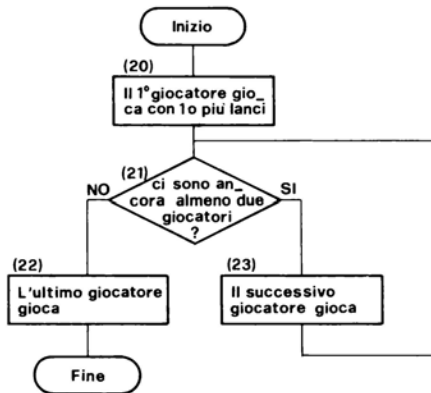 Inizio
(20)
Il 1° giocatore gio_
ca con 1 o più lanci
(21)
ci sono an_
cora almeno due
giocatori
?
NO
SI
(22)
L'ultimo giocatore
gioca
(23)
Il successivo
giocatore gioca
Fine